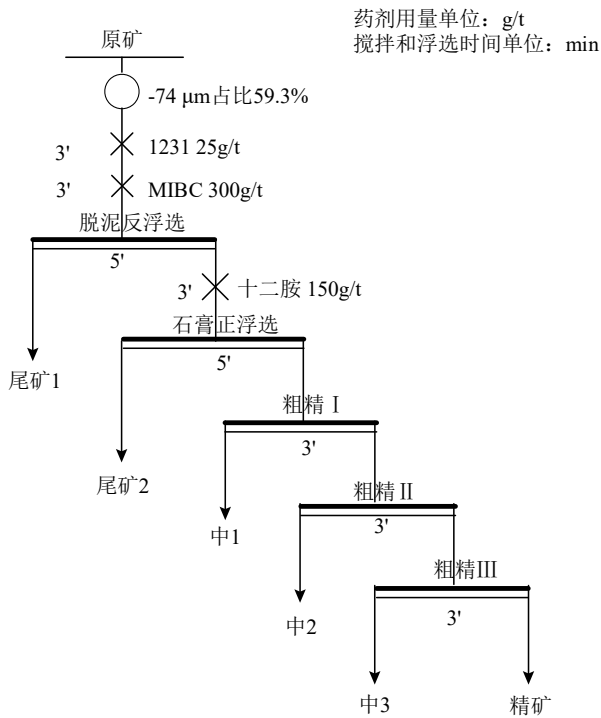 药剂用量单位：g/t
搅拌和浮选时间单位：min
原矿
-74 μm占比59.3%
3' 1231 25g/t
3' MIBC 300g/t
脱泥反浮选
5'
3' 十二胺 150g/t
石膏正浮选
5'
尾矿1
粗精Ⅰ
3'
尾矿2
粗精Ⅱ
3'
中1
粗精Ⅲ
3'
中2
中3
精矿